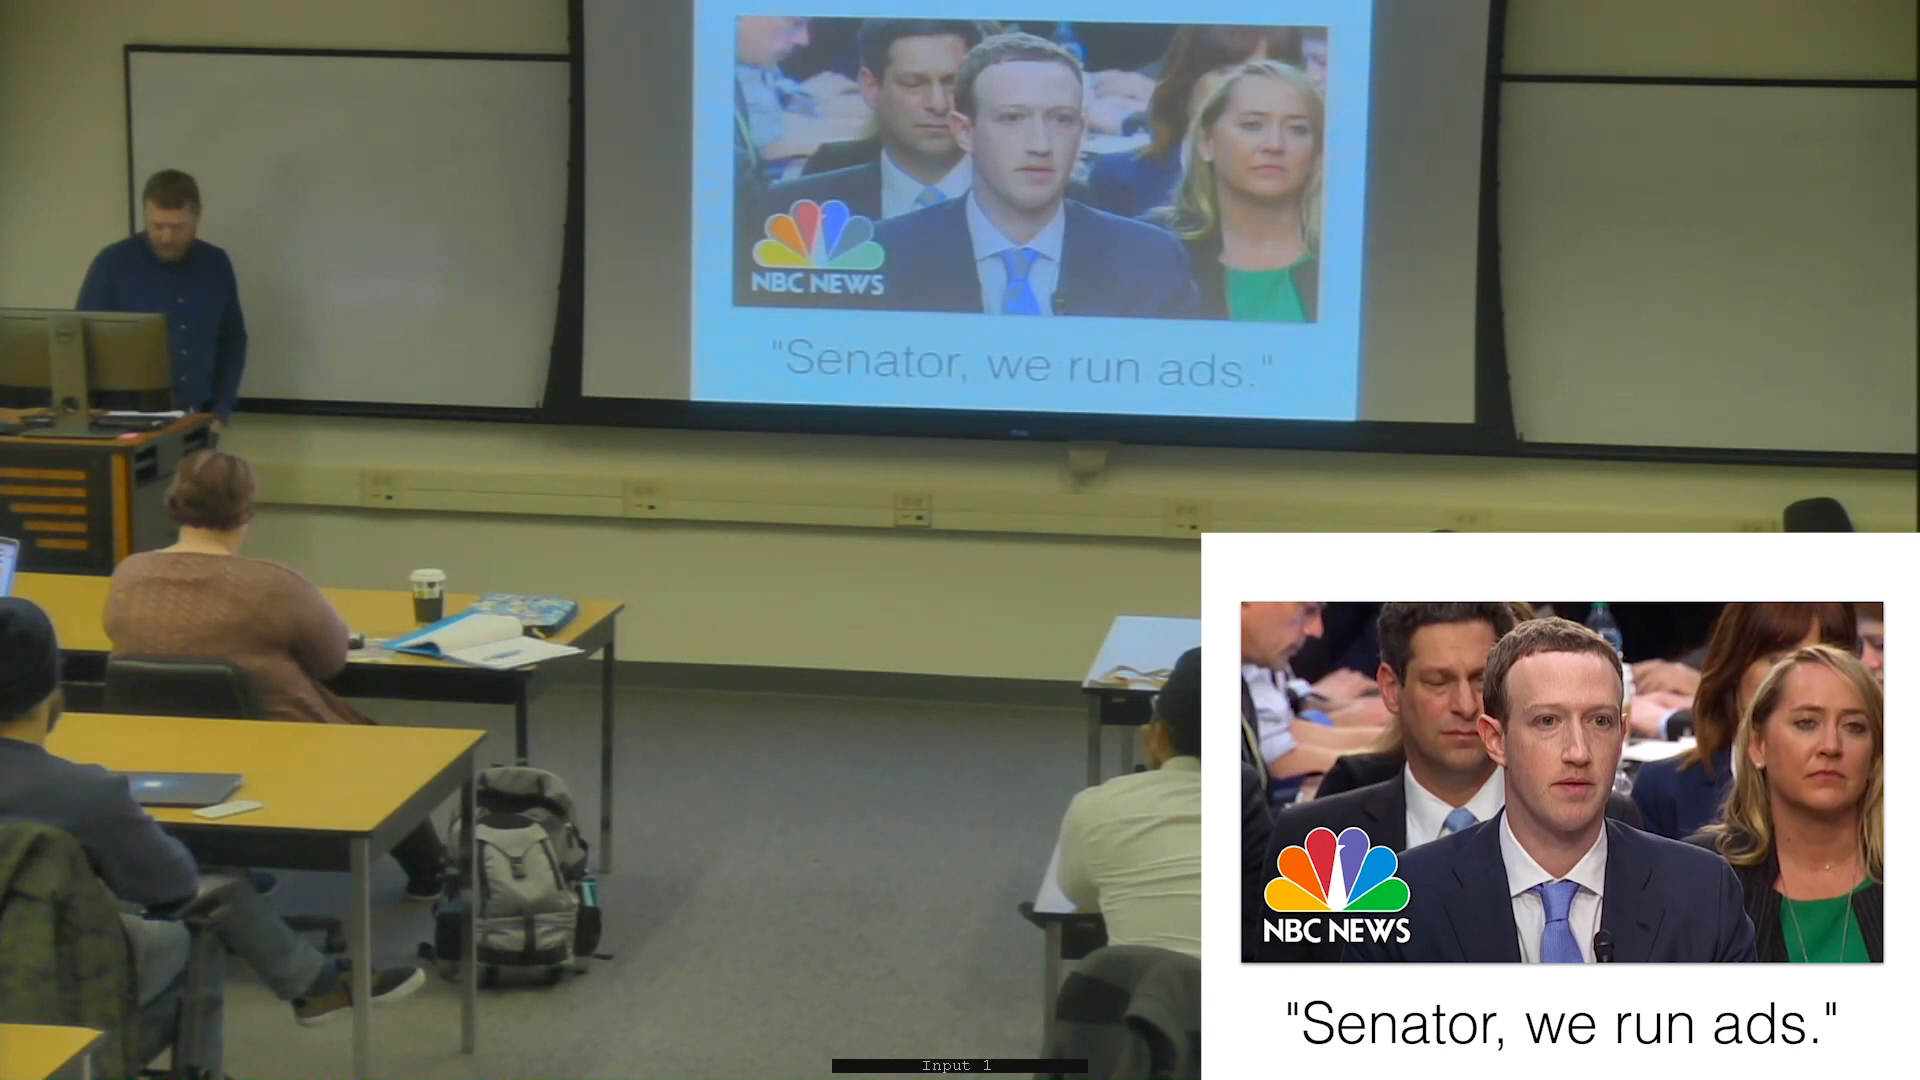 NBC NEWS
"Senator, we run ads."
NBC NEWS
"Senator, we run ads."
Input 1